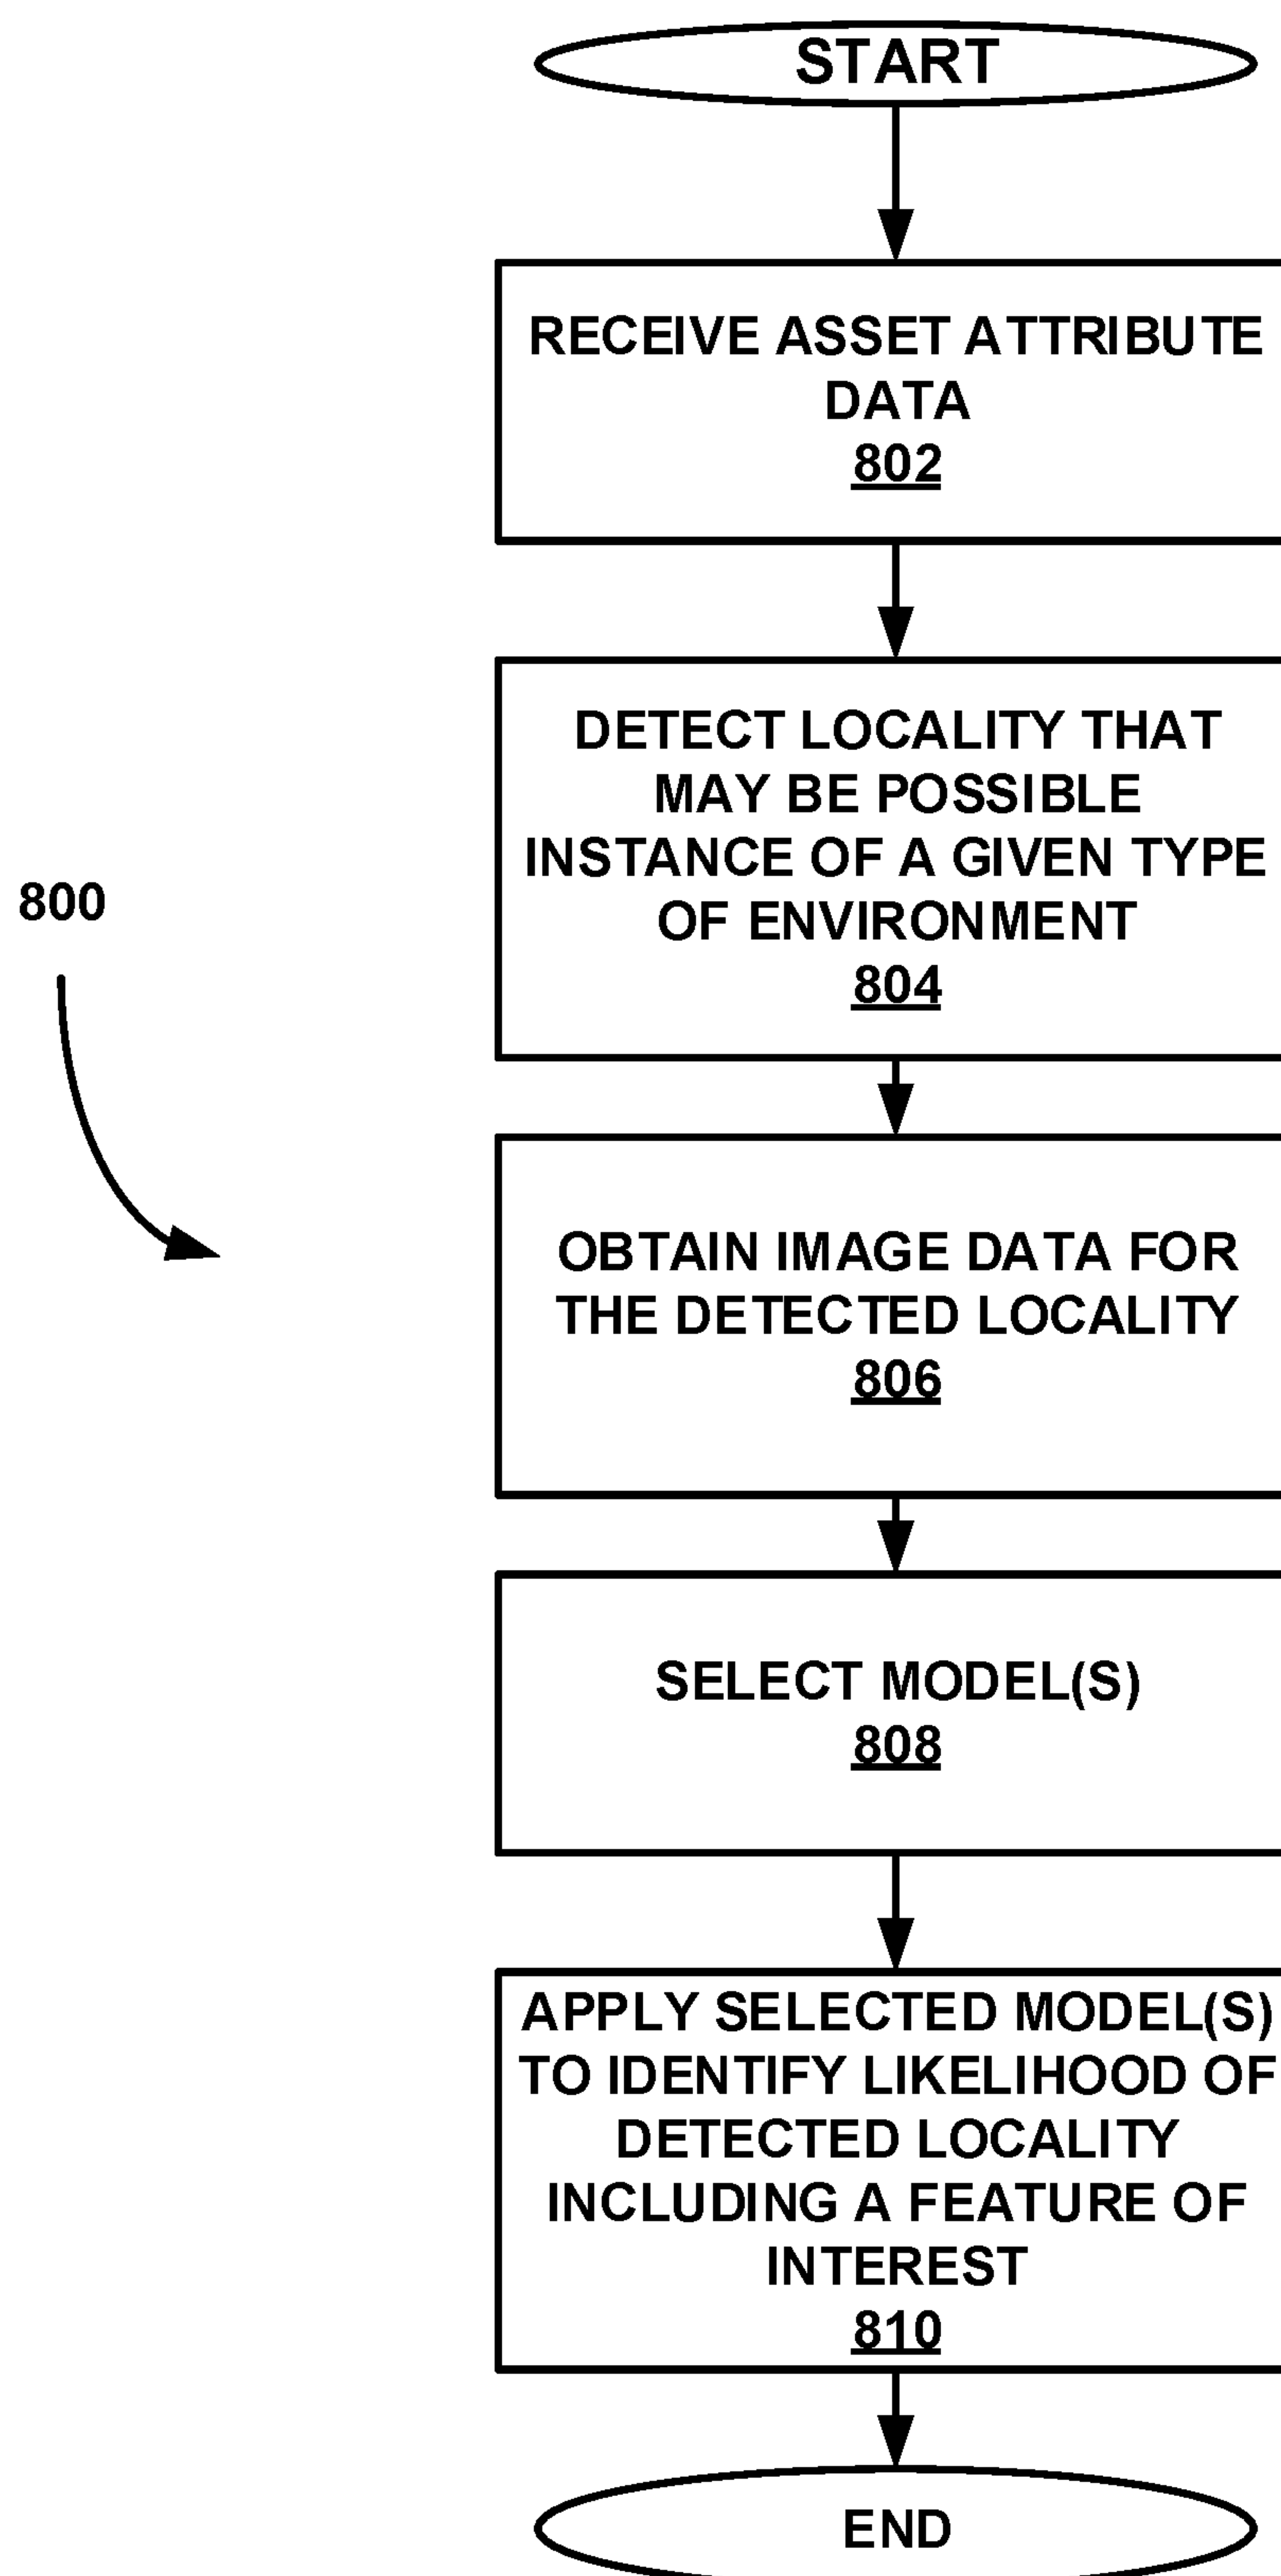 START
RECEIVE ASSET ATTRIBUTE
DATA
802
DETECT LOCALITY THAT
MAY BE POSSIBLE
INSTANCE OF A GIVEN TYPE
OF ENVIRONMENT
804
800
OBTAIN IMAGE DATA FOR
THE DETECTED LOCALITY
806
SELECT MODEL(S)
808
APPLY SELECTED MODEL(S)
TO IDENTIFY LIKELIHOOD OF
DETECTED LOCALITY
INCLUDING A FEATURE OF
INTEREST
810
END